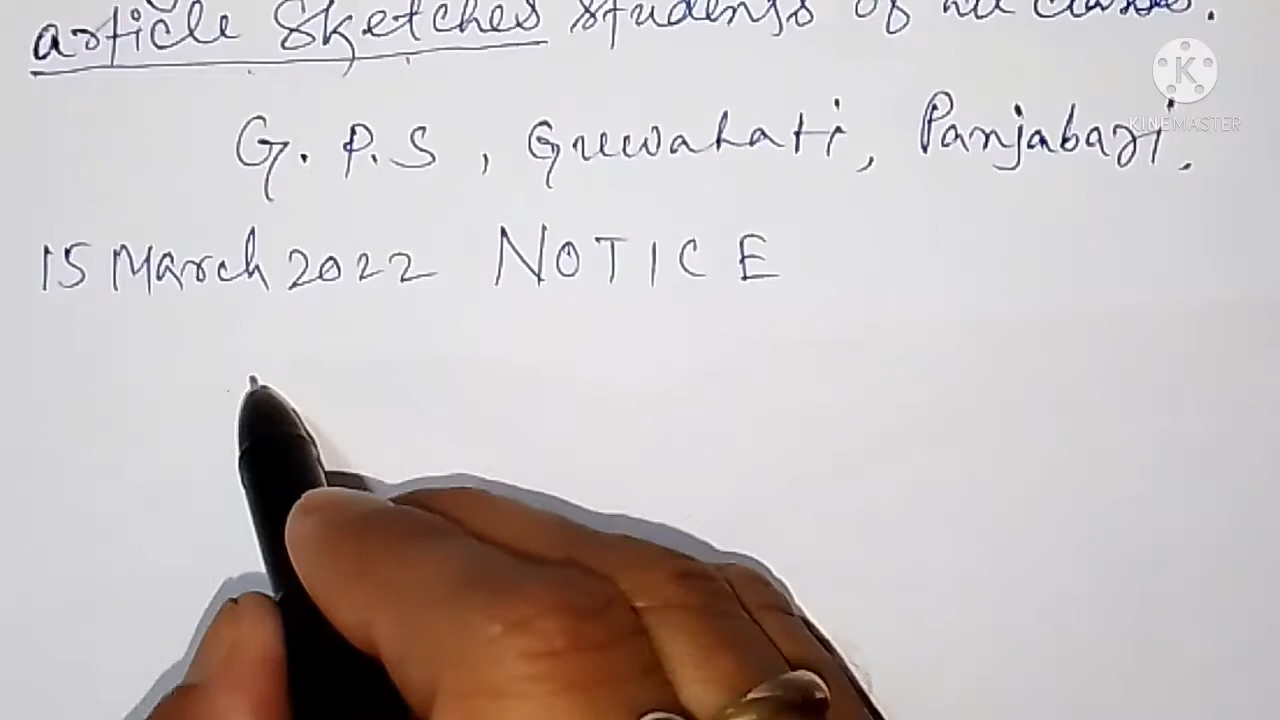 article Sketches students of all classes.
G.P.S, Guwahati, Panjabari.
15 March 2022 NOTICE
K
KINEMASTER